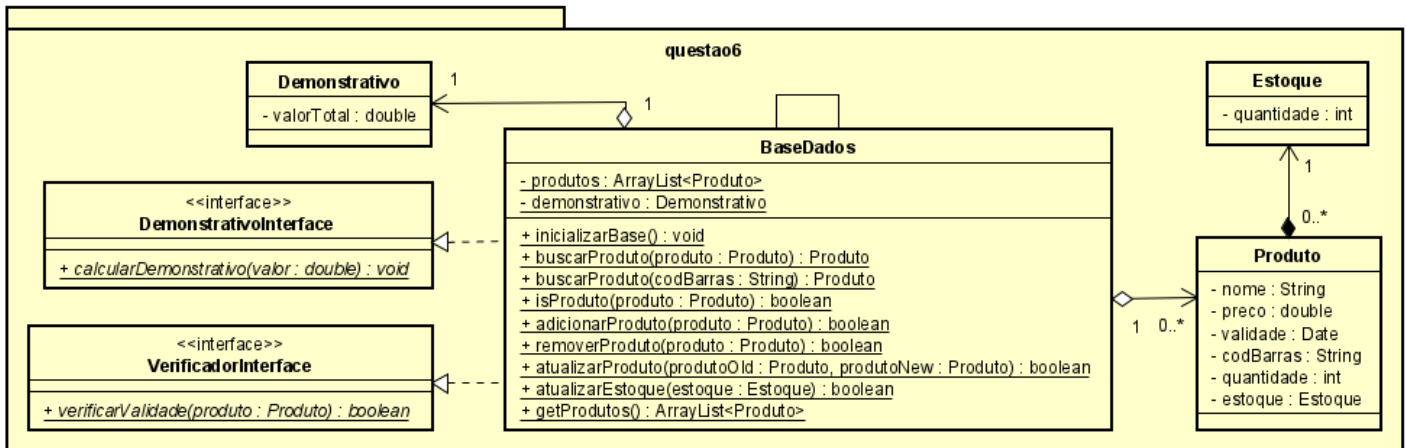 questao6
Demonstrativo
- valorTotal : double
1
1
Estoque
- quantidade : int
1
0..*
<<interface>>
DemonstrativoInterface
+ calcularDemonstrativo(valor : double) : void
<<interface>>
VerificadorInterface
+ verificarValidade(produto : Produto) : boolean
BaseDados
- produtos : ArrayList<Produto>
- demonstrativo : Demonstrativo
+ inicializarBase() : void
+ buscarProduto(produto : Produto) : Produto
+ buscarProduto(codBarras : String) : Produto
+ isProduto(produto : Produto) : boolean
+ adicionarProduto(produto : Produto) : boolean
+ removerProduto(produto : Produto) : boolean
+ atualizarProduto(produtoOld : Produto, produtoNew : Produto) : boolean
+ atualizarEstoque(estoque : Estoque) : boolean
+ getProdutos() : ArrayList<Produto>
1 0..*
Produto
- nome : String
- preco : double
- validade : Date
- codBarras : String
- quantidade : int
- estoque : Estoque